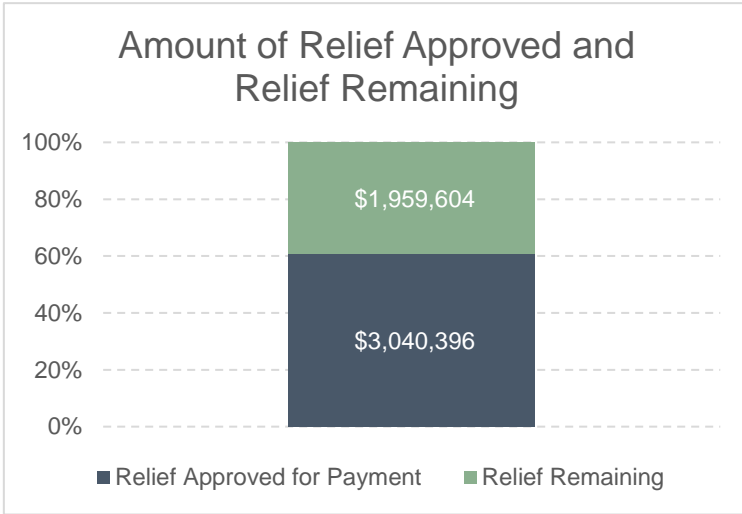 Amount of Relief Approved and
Relief Remaining
100%
80%
60%
40%
20%
0%
$1,959,604
$3,040,396
Relief Approved for Payment
Relief Remaining